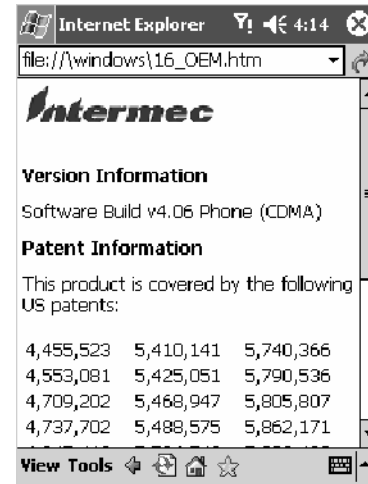 Internet Explorer 4:14
file://\windows\16_OEM.htm
Intermec
Version Information
Software Build v4.06 Phone (CDMA)
Patent Information
This product is covered by the following
US patents:
4,455,523 5,410,141 5,740,366
4,553,081 5,425,051 5,790,536
4,709,202 5,468,947 5,805,807
4,737,702 5,488,575 5,862,171
View Tools